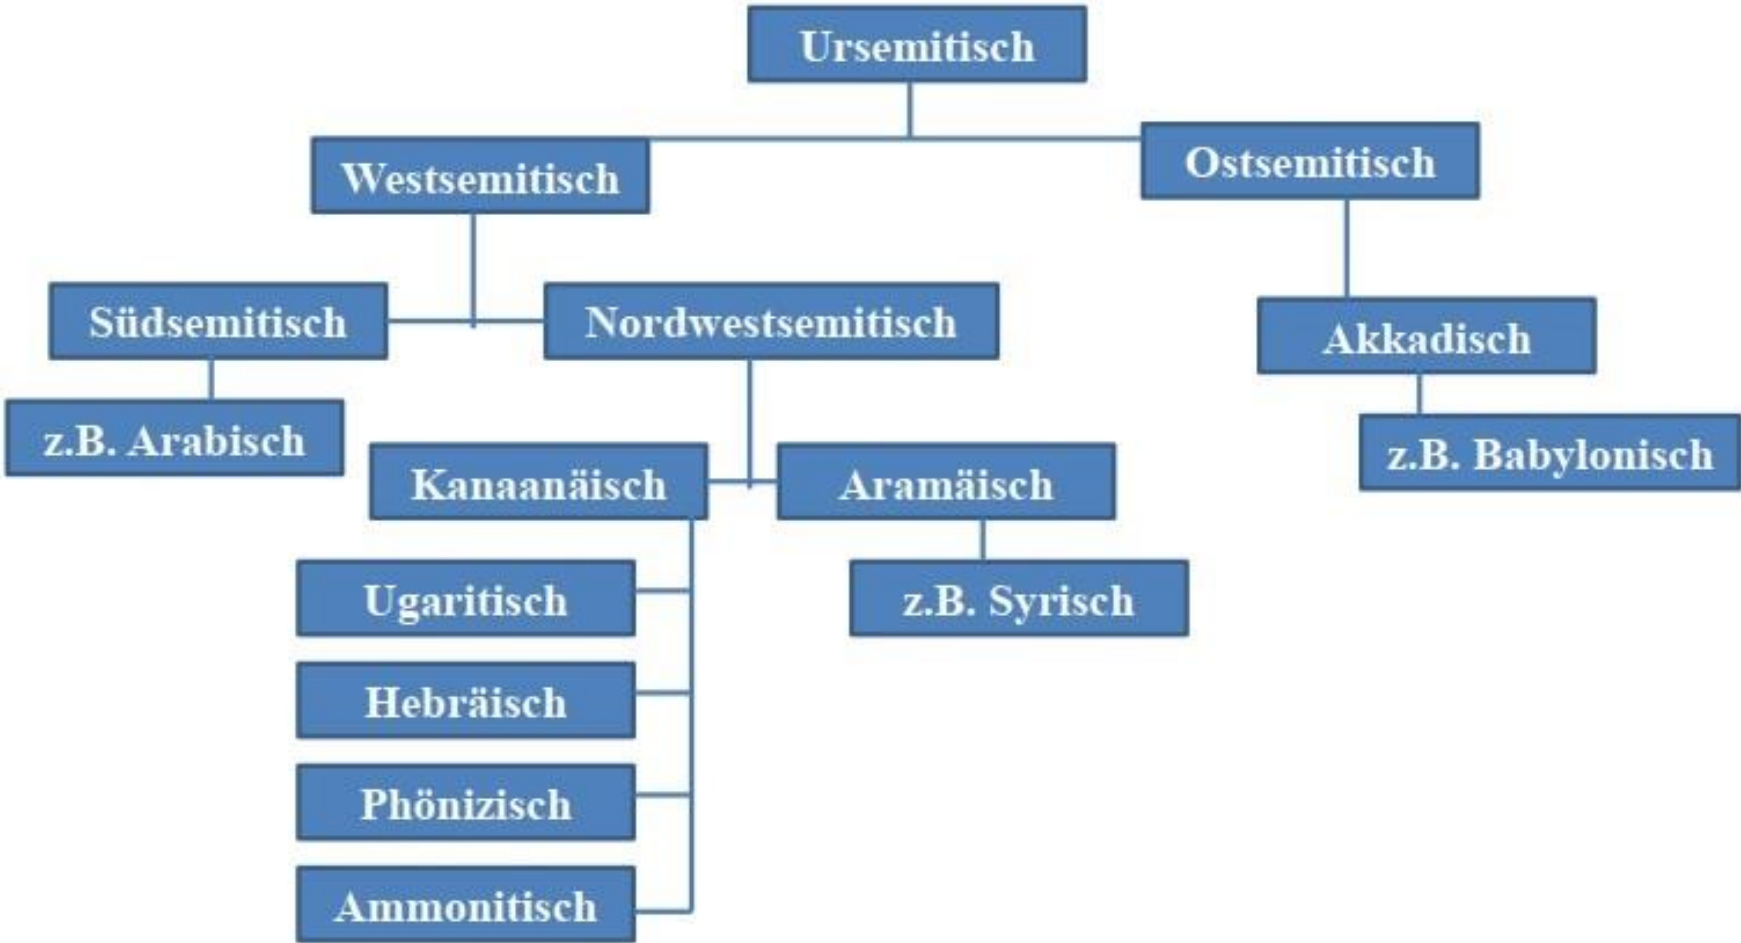 Ursemitisch
Westsemitisch
Ostsemitisch
Südsemitisch
Nordwestsemitisch
Akkadisch
z.B. Arabisch
Kanaanäisch
Aramäisch
z.B. Babylonisch
Ugaritisch
z.B. Syrisch
Hebräisch
Phönizisch
Ammonitisch